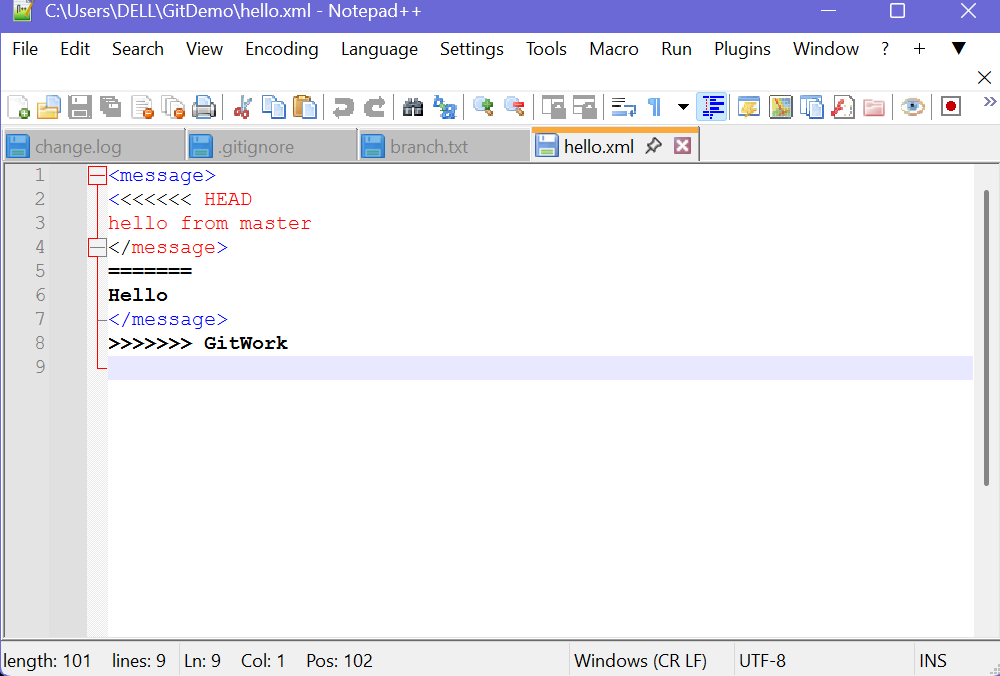 C:\Users\DELL\GitDemo\hello.xml - Notepad++
File Edit Search View Encoding Language Settings Tools Macro Run Plugins Window ? + ▼
change.log .gitignore branch.txt hello.xml
1 <message>
2 <<<<<<< HEAD
3 hello from master
4 </message>
5 =======
6 Hello
7 </message>
8 >>>>>>> GitWork
9
length: 101 lines: 9 Ln: 9 Col: 1 Pos: 102 Windows (CR LF) UTF-8 INS